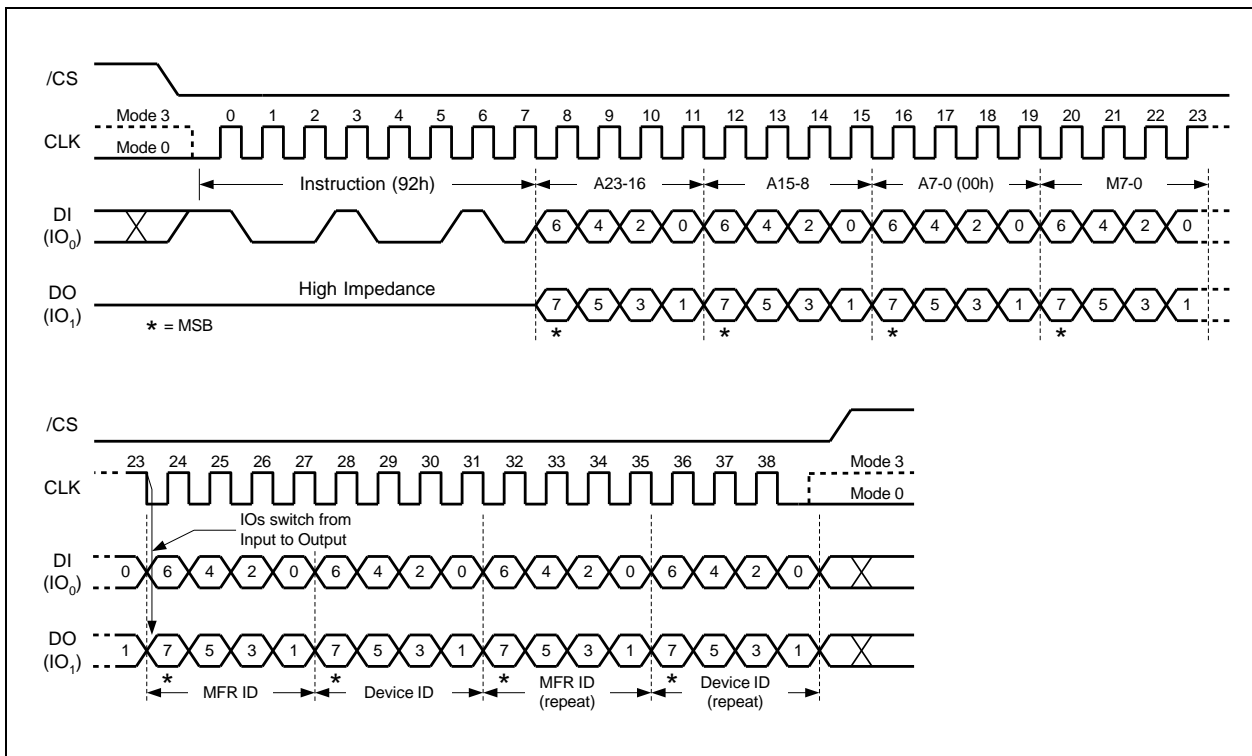 /CS
Mode 3 0 1 2 3 4 5 6 7 8 9 10 11 12 13 14 15 16 17 18 19 20 21 22 23
CLK
Mode 0
Instruction (92h) A23-16 A15-8 A7-0 (00h) M7-0
DI
(IO0) 6 4 2 0 6 4 2 0 6 4 2 0 6 4 2 0
High Impedance
DO
(IO1) 7 5 3 1 7 5 3 1 7 5 3 1 7 5 3 1
* = MSB * * * *
/CS
23 24 25 26 27 28 29 30 31 32 33 34 35 36 37 38 Mode 3
CLK
Mode 0
IOs switch from
Input to Output
DI
(IO0) 0 6 4 2 0 6 4 2 0 6 4 2 0 6 4 2 0
DO
(IO1) 1 7 5 3 1 7 5 3 1 7 5 3 1 7 5 3 1
* * * *
MFR ID Device ID MFR ID
(repeat) Device ID
(repeat)